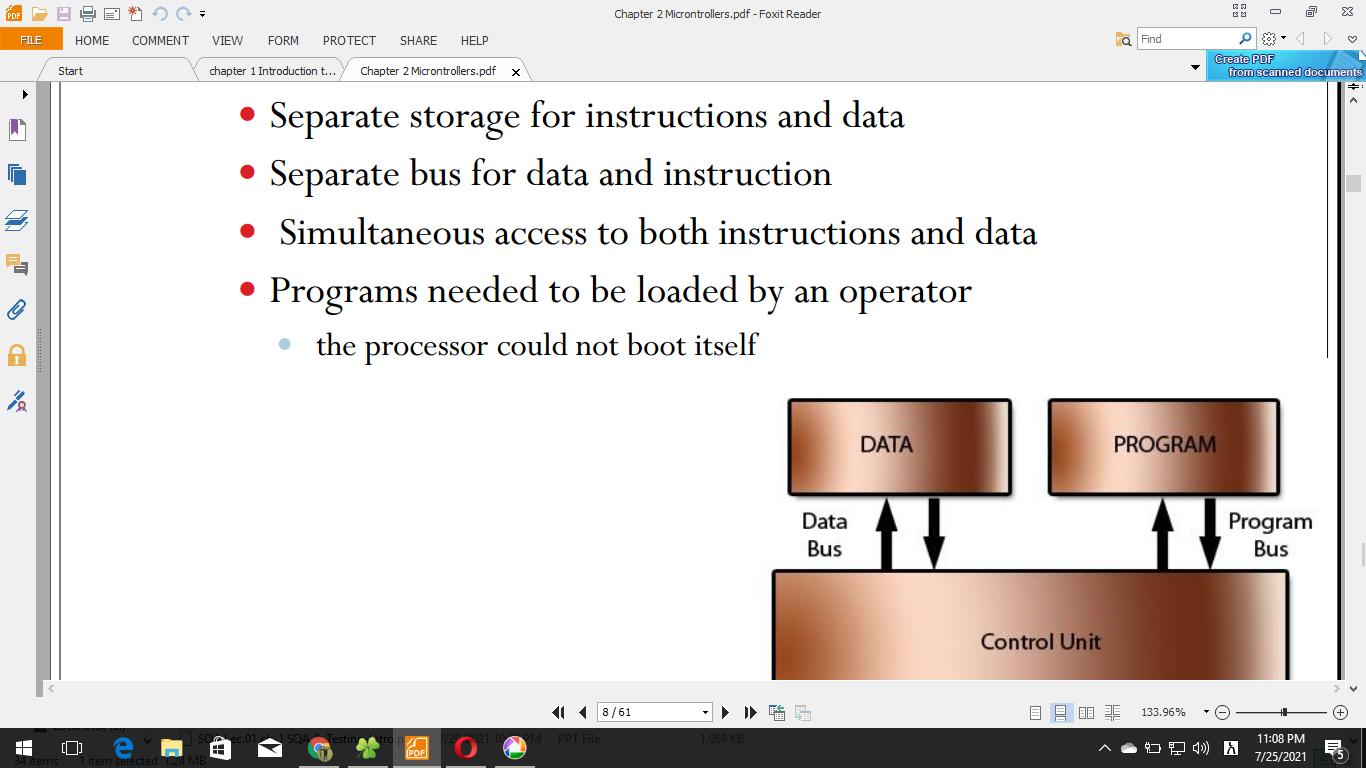 Chapter 2 Microntrollers.pdf - Foxit Reader
FILE HOME COMMENT VIEW FORM PROTECT SHARE HELP
Find
Start
chapter 1 Introduction t...
Chapter 2 Microntrollers.pdf
Create PDF
from scanned documents
Separate storage for instructions and data
Separate bus for data and instruction
Simultaneous access to both instructions and data
Programs needed to be loaded by an operator
the processor could not boot itself
DATA
PROGRAM
Data
Bus
Program
Bus
Control Unit
8 / 61
133.96%
PPT File
1,069 KB
34 items
1 item selected 1.24 MB
PDF
11:08 PM
7/25/2021
5